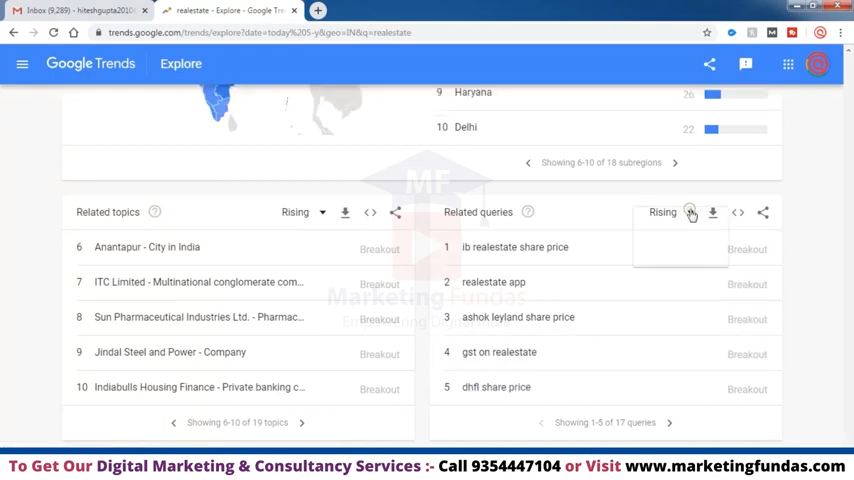 Inbox (9,289) - hiteshgupta2010
realestate - Explore - Google Tren
trends.google.com/trends/explore?date=today%205-y&geo=IN&q=realestate
Google Trends Explore
9 Haryana 26
10 Delhi 22
Showing 6-10 of 18 subregions
MF
Marketing Fundas
Empowering Digital India
Related topics Rising
6 Anantapur - City in India Breakout
7 ITC Limited - Multinational conglomerate com... Breakout
8 Sun Pharmaceutical Industries Ltd. - Pharmac... Breakout
9 Jindal Steel and Power - Company Breakout
10 Indiabulls Housing Finance - Private banking c... Breakout
Showing 6-10 of 19 topics
Related queries Rising
1 ib realestate share price Breakout
2 realestate app Breakout
3 ashok leyland share price Breakout
4 gst on realestate Breakout
5 dhfl share price Breakout
Showing 1-5 of 17 queries
To Get Our Digital Marketing & Consultancy Services :- Call 9354447104 or Visit www.marketingfundas.com